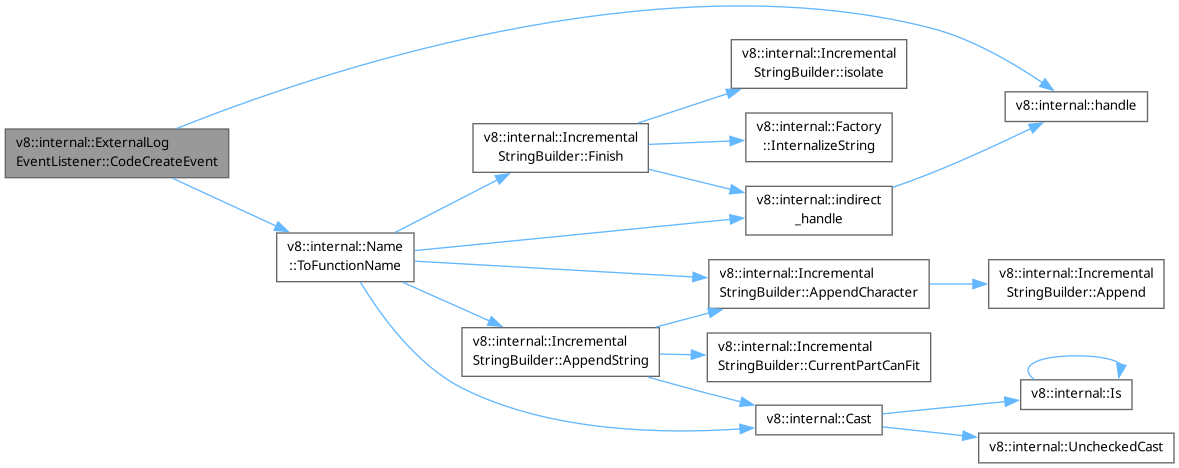 v8::internal::ExternalLog
EventListener::CodeCreateEvent
v8::internal::Name
::ToFunctionName
v8::internal::Incremental
StringBuilder::Finish
v8::internal::Incremental
StringBuilder::AppendString
v8::internal::Incremental
StringBuilder::isolate
v8::internal::Factory
::InternalizeString
v8::internal::indirect
_handle
v8::internal::Incremental
StringBuilder::AppendCharacter
v8::internal::Incremental
StringBuilder::CurrentPartCanFit
v8::internal::Cast
v8::internal::handle
v8::internal::Incremental
StringBuilder::Append
v8::internal::Is
v8::internal::UncheckedCast